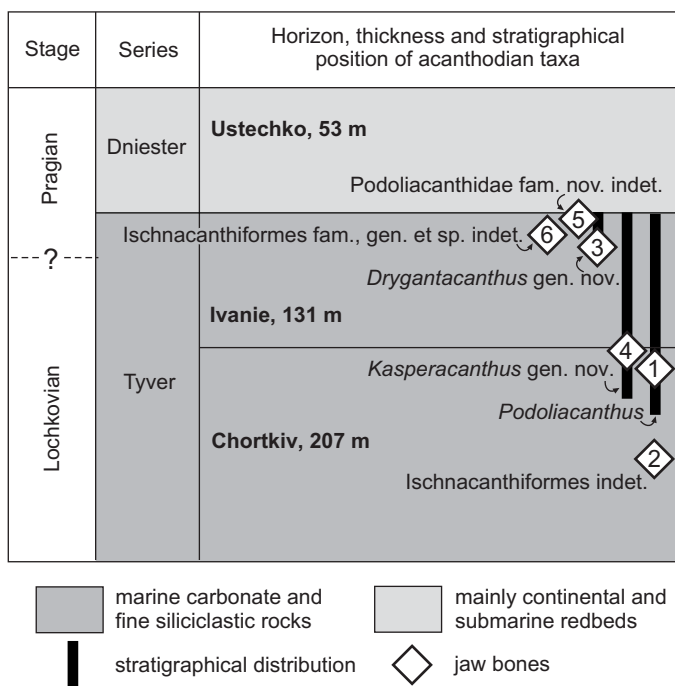 Stage
Series
Horizon, thickness and stratigraphical
position of acanthodian taxa
Pragian
?
Lochkovian
Dniester
Tyver
Ustechko, 53 m
Podoliacanthidae fam. nov. indet.
5
Ischnacanthiformes fam., gen. et sp. indet.
6
3
Drygantacanthus gen. nov.
Ivanie, 131 m
4
Kasperacanthus gen. nov.
1
Podoliacanthus
Chortkiv, 207 m
2
Ischnacanthiformes indet.
marine carbonate and
fine siliciclastic rocks
mainly continental and
submarine redbeds
stratigraphical distribution
jaw bones